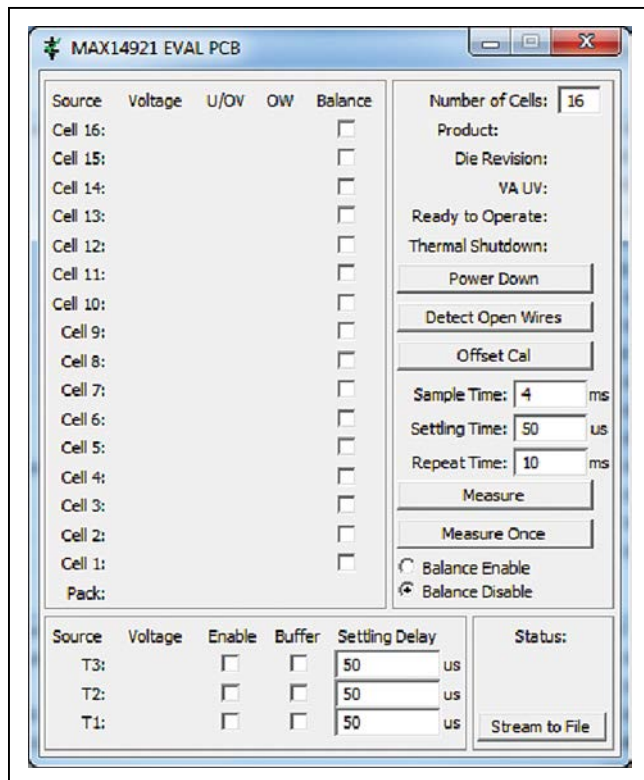 MAX14921 EVAL PCB
Source Voltage U/OV OW Balance
Cell 16:
Cell 15:
Cell 14:
Cell 13:
Cell 12:
Cell 11:
Cell 10:
Cell 9:
Cell 8:
Cell 7:
Cell 6:
Cell 5:
Cell 4:
Cell 3:
Cell 2:
Cell 1:
Pack:
Number of Cells: 16
Product:
Die Revision:
VA UV:
Ready to Operate:
Thermal Shutdown:
Power Down
Detect Open Wires
Offset Cal
Sample Time: 4 ms
Settling Time: 50 us
Repeat Time: 10 ms
Measure
Measure Once
Balance Enable
Balance Disable
Source Voltage Enable Buffer Settling Delay
T3: 50 us
T2: 50 us
T1: 50 us
Status:
Stream to File